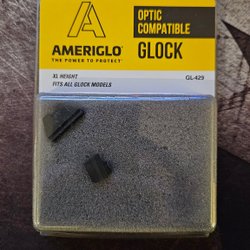 AMERIGLO
THE POWER TO PROTECT
OPTIC
COMPATIBLE
GLOCK
XL HEIGHT
FITS ALL GLOCK MODELS
GL-429